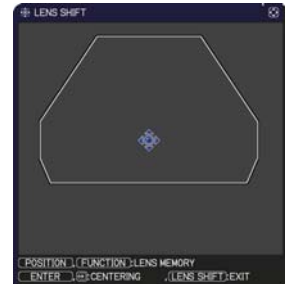 LENS SHIFT
POSITION , FUNCTION :LENS MEMORY
ENTER , :CENTERING , LENS SHIFT :EXIT